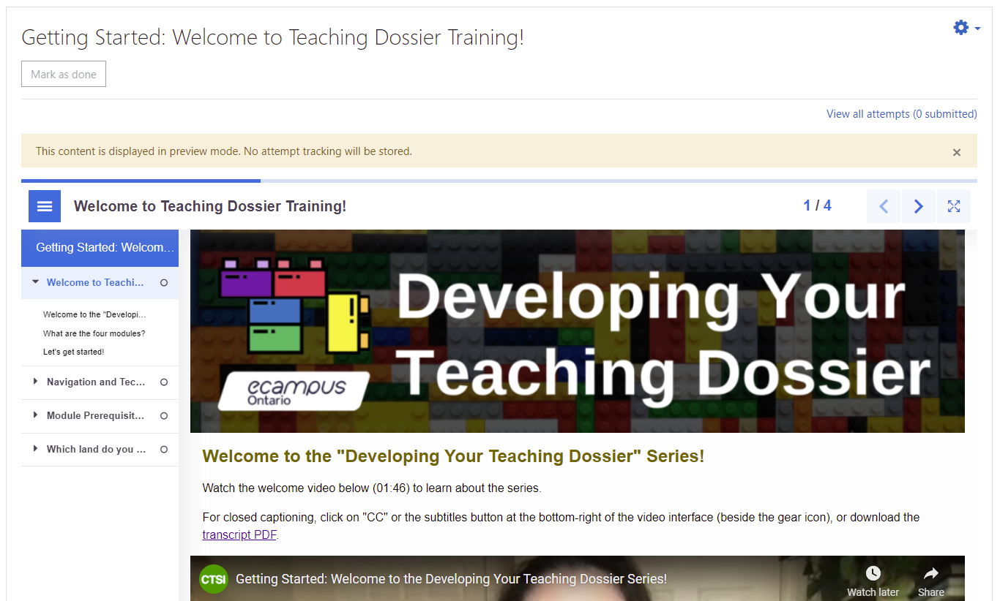 Getting Started: Welcome to Teaching Dossier Training!
Mark as done
View all attempts (0 submitted)
This content is displayed in preview mode. No attempt tracking will be stored.
Welcome to Teaching Dossier Training!
1 / 4
Getting Started: Welcom...
Welcome to Teachi...
Welcome to the "Developi...
What are the four modules?
Let's get started!
Navigation and Tec...
Module Prerequisit...
Which land do you ...
Developing Your
Teaching Dossier
ecampus
Ontario
Welcome to the "Developing Your Teaching Dossier" Series!
Watch the welcome video below (01:46) to learn about the series.
For closed captioning, click on "CC" or the subtitles button at the bottom-right of the video interface (beside the gear icon), or download the
transcript PDF.
CTSI
Getting Started: Welcome to the Developing Your Teaching Dossier Series!
Watch later
Share